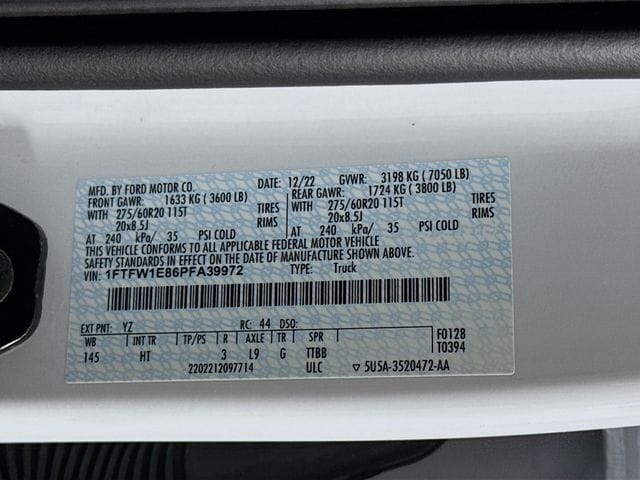 MFD. BY FORD MOTOR CO.
DATE: 12/22 GVWR: 3198 KG ( 7050 LB)
FRONT GAWR: 1633 KG ( 3600 LB) REAR GAWR: 1724 KG ( 3800 LB)
WITH 275/60R20 115T TIRES WITH 275/60R20 115T TIRES
20x8.5J RIMS 20x8.5J RIMS
AT 240 kPa/ 35 PSI COLD AT 240 kPa/ 35 PSI COLD
THIS VEHICLE CONFORMS TO ALL APPLICABLE FEDERAL MOTOR VEHICLE
SAFETY STANDARDS IN EFFECT ON THE DATE OF MANUFACTURE SHOWN ABOVE.
VIN: 1FTFW1E86PFA39972 TYPE: Truck
EXT PNT: YZ RC: 44 DSO: F0128
WB INT TR TP/PS R AXLE TR SPR T0394
145 HT 3 L9 G TTBB
2202212097714 ULC ▽ 5U5A-3520472-AA